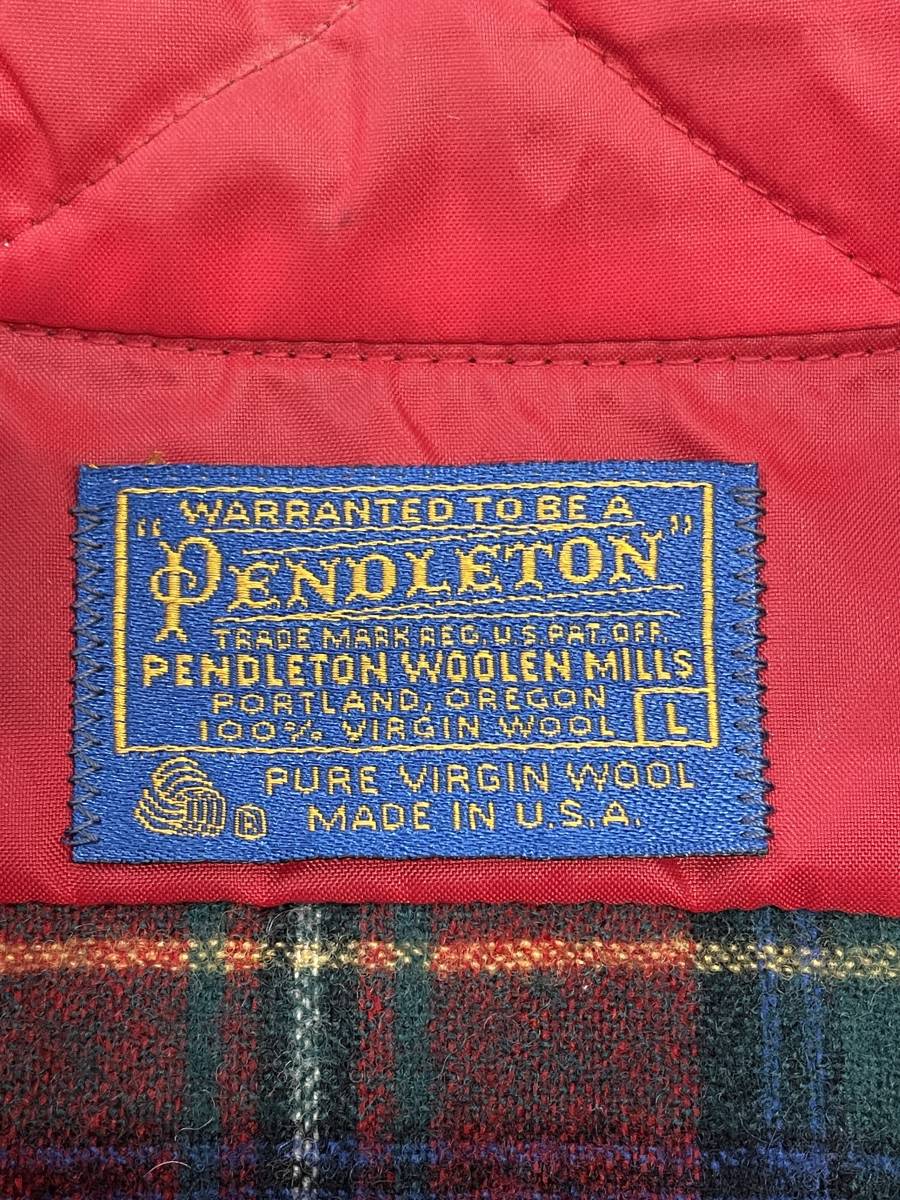 WARRANTED TO BE A
"PENDLETON"
TRADE MARK REG. U.S. PAT. OFF.
PENDLETON WOOLEN MILLS
PORTLAND, OREGON
100% VIRGIN WOOL L
® PURE VIRGIN WOOL
MADE IN U.S.A.